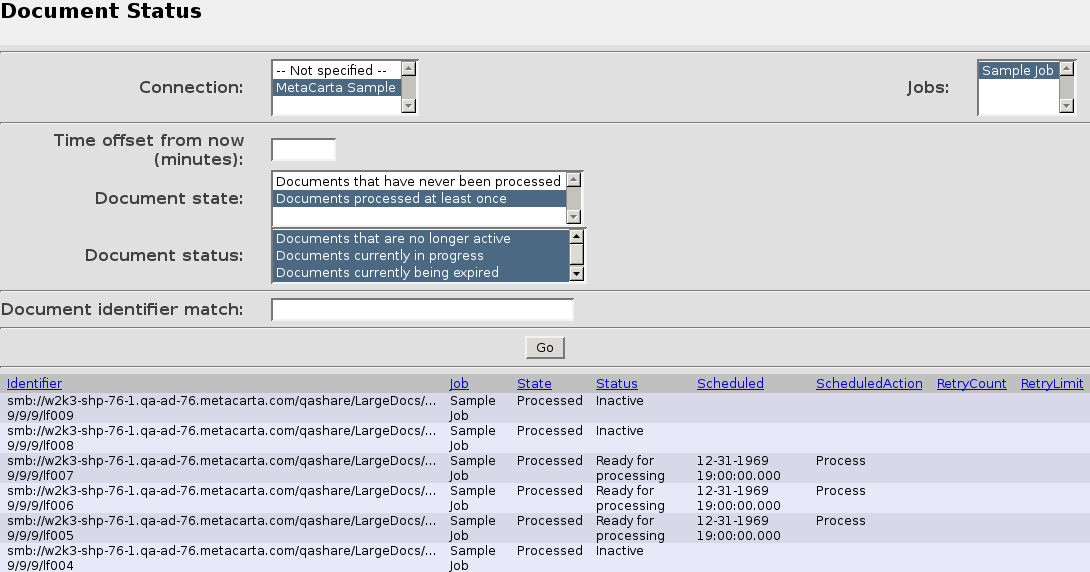 Document Status
Connection:
-- Not specified --
MetaCarta Sample
Jobs:
Sample Job
Time offset from now
(minutes):
Document state:
Documents that have never been processed
Documents processed at least once
Document status:
Documents that are no longer active
Documents currently in progress
Documents currently being expired
Document identifier match:
Go
Identifier Job State Status Scheduled ScheduledAction RetryCount RetryLimit
smb://w2k3-shp-76-1.qa-ad-76.metacarta.com/qashare/LargeDocs/... Sample Processed Inactive
9/9/9/lf009 Job
smb://w2k3-shp-76-1.qa-ad-76.metacarta.com/qashare/LargeDocs/... Sample Processed Inactive
9/9/9/lf008 Job
smb://w2k3-shp-76-1.qa-ad-76.metacarta.com/qashare/LargeDocs/... Sample Processed Ready for 12-31-1969 Process
9/9/9/lf007 Job processing 19:00:00.000
smb://w2k3-shp-76-1.qa-ad-76.metacarta.com/qashare/LargeDocs/... Sample Processed Ready for 12-31-1969 Process
9/9/9/lf006 Job processing 19:00:00.000
smb://w2k3-shp-76-1.qa-ad-76.metacarta.com/qashare/LargeDocs/... Sample Processed Ready for 12-31-1969 Process
9/9/9/lf005 Job processing 19:00:00.000
smb://w2k3-shp-76-1.qa-ad-76.metacarta.com/qashare/LargeDocs/... Sample Processed Inactive
9/9/9/lf004 Job